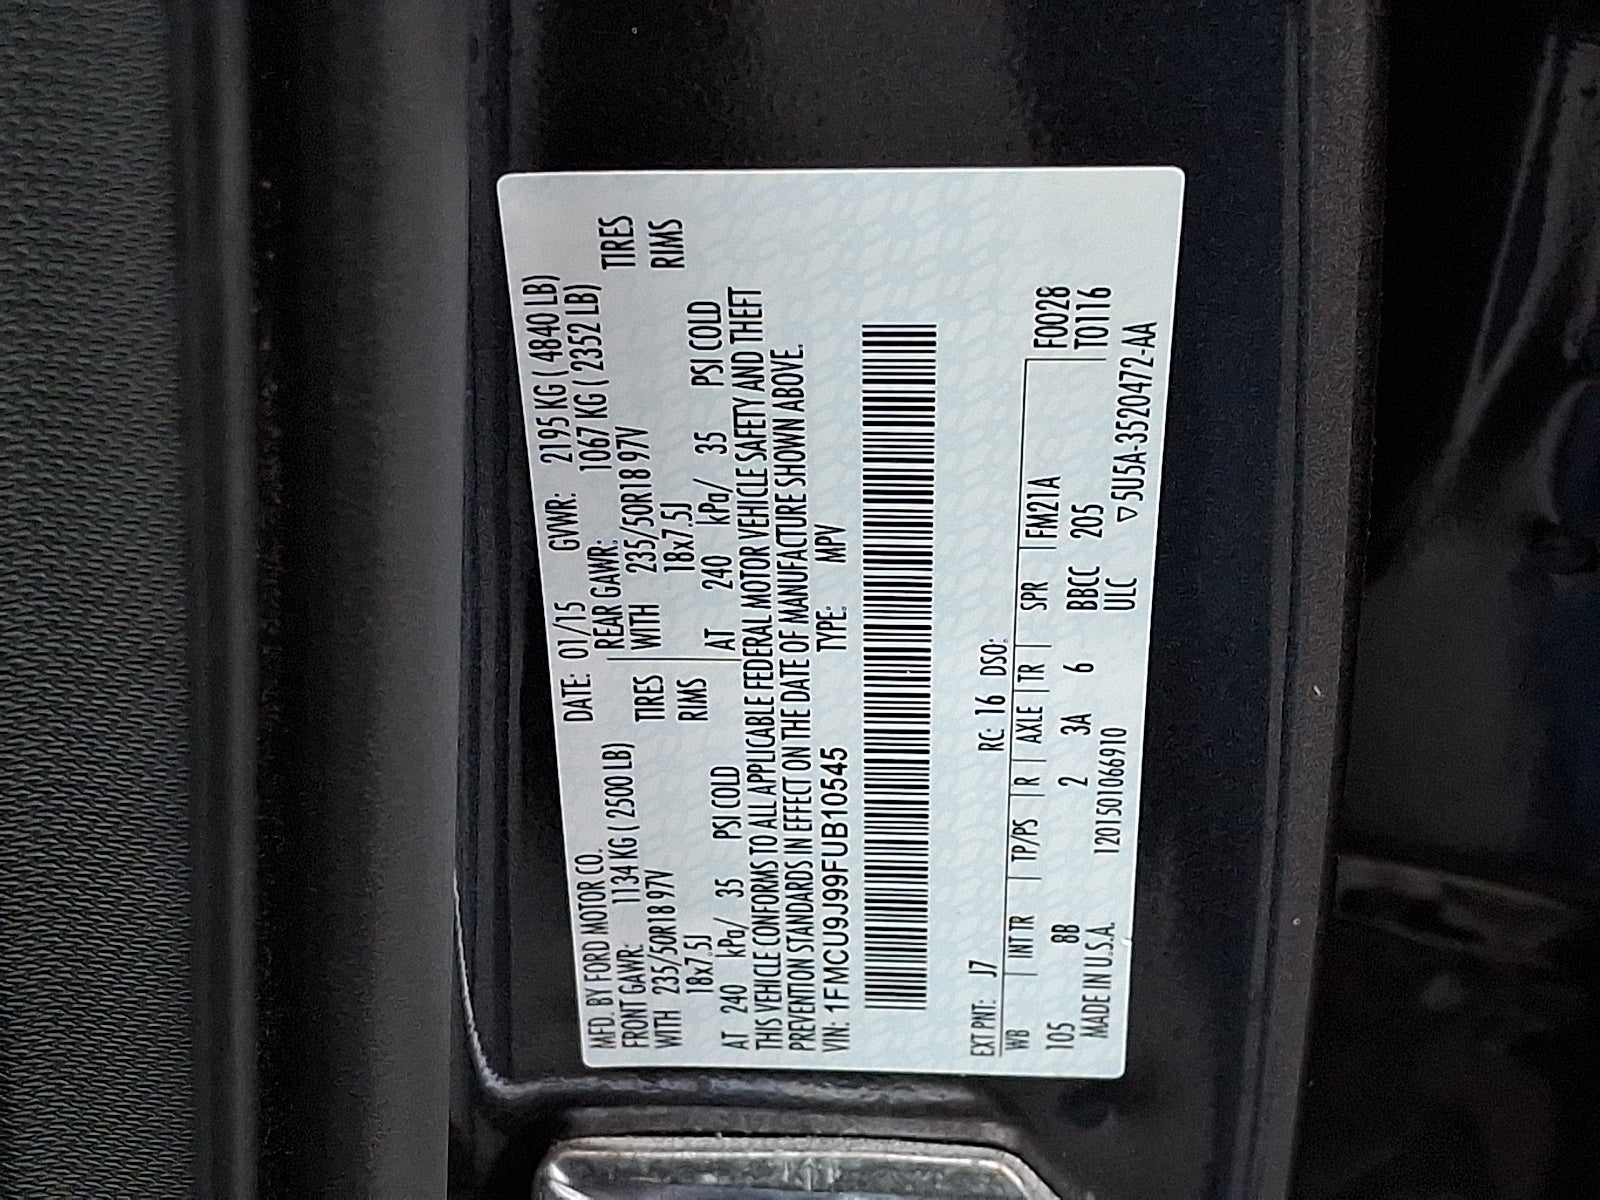 MFD. BY FORD MOTOR CO. DATE: 01/15 GVWR: 2195 KG ( 4840 LB)
FRONT GAWR: 1134 KG ( 2500 LB) REAR GAWR: 1067 KG ( 2352 LB)
WITH 235/50R18 97V TIRES WITH 235/50R18 97V TIRES
18x7.5J RIMS 18x7.5J RIMS
AT 240 kPa/ 35 PSI COLD AT 240 kPa/ 35 PSI COLD
THIS VEHICLE CONFORMS TO ALL APPLICABLE FEDERAL MOTOR VEHICLE SAFETY AND THEFT
PREVENTION STANDARDS IN EFFECT ON THE DATE OF MANUFACTURE SHOWN ABOVE.
VIN: 1FMCU9J99FUB10545 TYPE: MPV
EXT PNT: J7 RC: 16 DSO:
WB | INT TR | TP/PS | R | AXLE | TR | SPR | FM21A F0028
105 8B 2 3A 6 BBCC 205 T0116
MADE IN U.S.A. 1201501066910 ULC ▽5U5A-3520472-AA